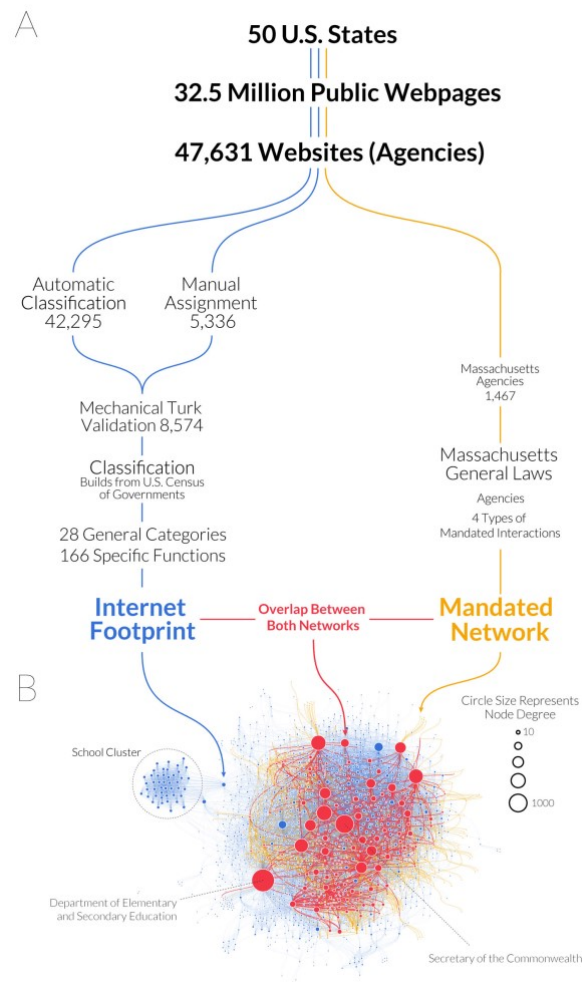 A
50 U.S. States
32.5 Million Public Webpages
47,631 Websites (Agencies)
Automatic
Classification
42,295
Manual
Assignment
5,336
Massachusetts
Agencies
1,467
Mechanical Turk
Validation 8,574
Classification
Builds from U.S. Census
of Governments
Massachusetts
General Laws
Agencies
4 Types of
Mandated Interactions
28 General Categories
166 Specific Functions
Internet
Footprint
Overlap Between
Both Networks
Mandated
Network
B
Circle Size Represents
Node Degree
10
1000
School Cluster
Department of Elementary
and Secondary Education
Secretary of the Commonwealth